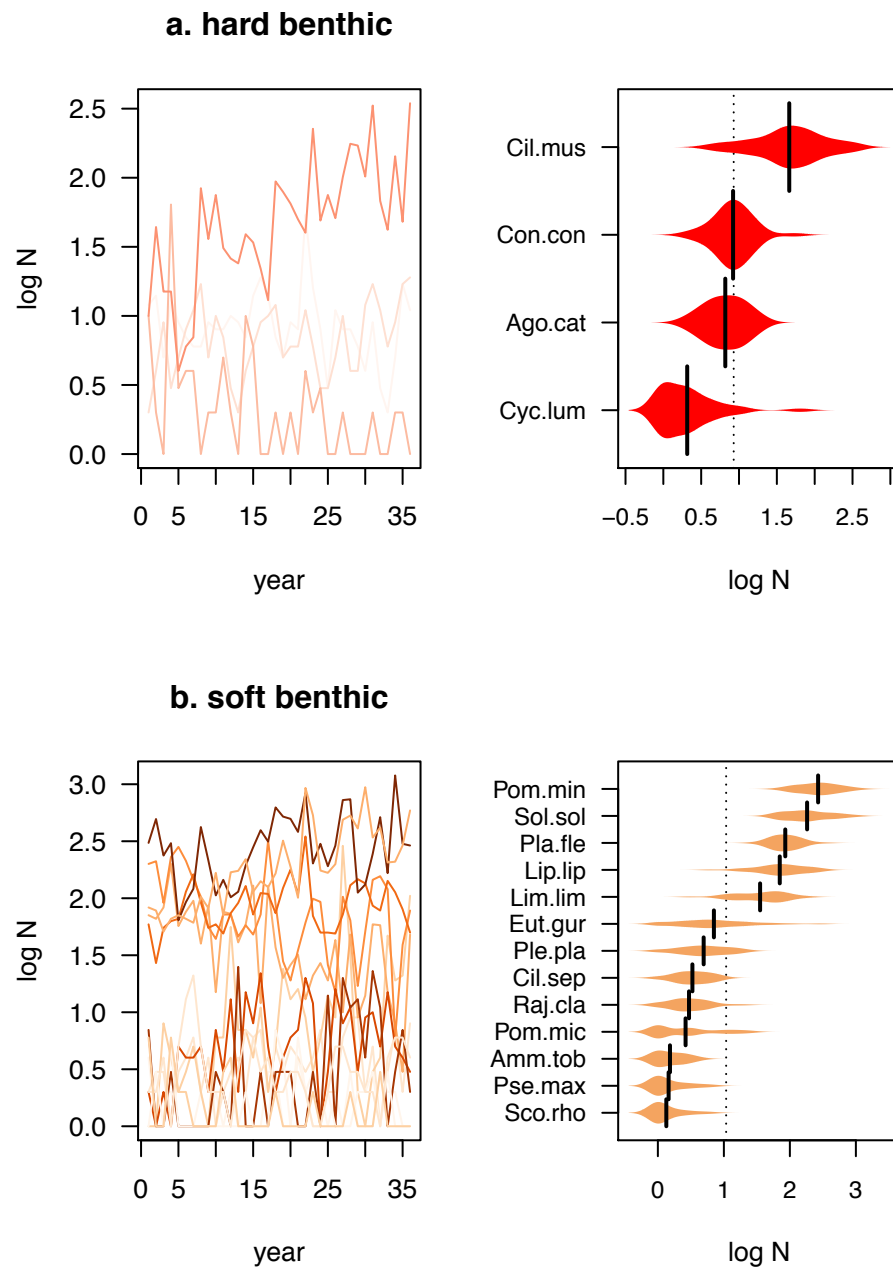 a. hard benthic
2.5
2.0
1.5
1.0
0.5
0.0
log N
0 5 15 25 35
year
Cil.mus
Con.con
Ago.cat
Cyc.lum
−0.5 0.5 1.5 2.5
log N
b. soft benthic
3.0
2.5
2.0
1.5
1.0
0.5
0.0
log N
0 5 15 25 35
year
Pom.min
Sol.sol
Pla.fle
Lip.lip
Lim.lim
Eut.gur
Ple.pla
Cil.sep
Raj.cla
Pom.mic
Amm.tob
Pse.max
Sco.rho
0 1 2 3
log N